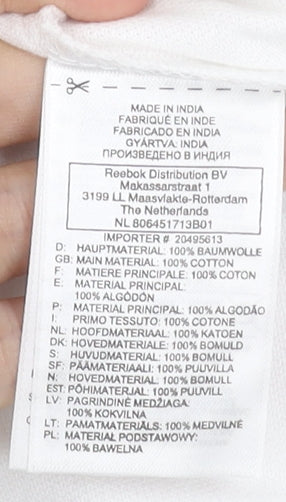 MADE IN INDIA
FABRIQUÉ EN INDE
FABRICADO EN INDIA
GYÁRTVA: INDIA
ПРОИЗВЕДЕНО В ИНДИЯ
Reebok Distribution BV
Makassarstraat 1
3199 LL Maasvlakte-Rotterdam
The Netherlands
NL 806451713B01
IMPORTER # 20495613
D: HAUPTMATERIAL: 100% BAUMWOLLE
GB: MAIN MATERIAL: 100% COTTON
F: MATIERE PRINCIPALE: 100% COTON
E: MATERIAL PRINCIPAL:
100% ALGÓDÓN
P: MATERIAL PRINCIPAL: 100% ALGODÃO
I: PRIMO TESSUTO: 100% COTONE
NL: HOOFDMATERIAAL: 100% KATOEN
DK: HOVEDMATERIALE: 100% BOMULD
S: HUVUDMATERIAL: 100% BOMULL
SF: PÄÄMATERIAALI: 100% PUUVILLA
N: HOVEDMATERIAL: 100% BOMULL
EST: PÕHIMATERJAL: 100% PUUVILL
LV: PAGRINDINĖ MEDŽIAGA:
100% KOKVILNA
LT: PAMATMATERIĀLS: 100% MEDVILNĖ
PL: MATERIAŁ PODSTAWOWY:
100% BAWEŁNA